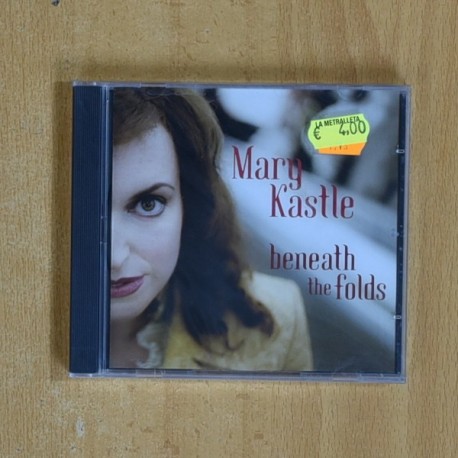 LA METRALLETA
€ 4,00
Mary
Kastle
beneath
the folds